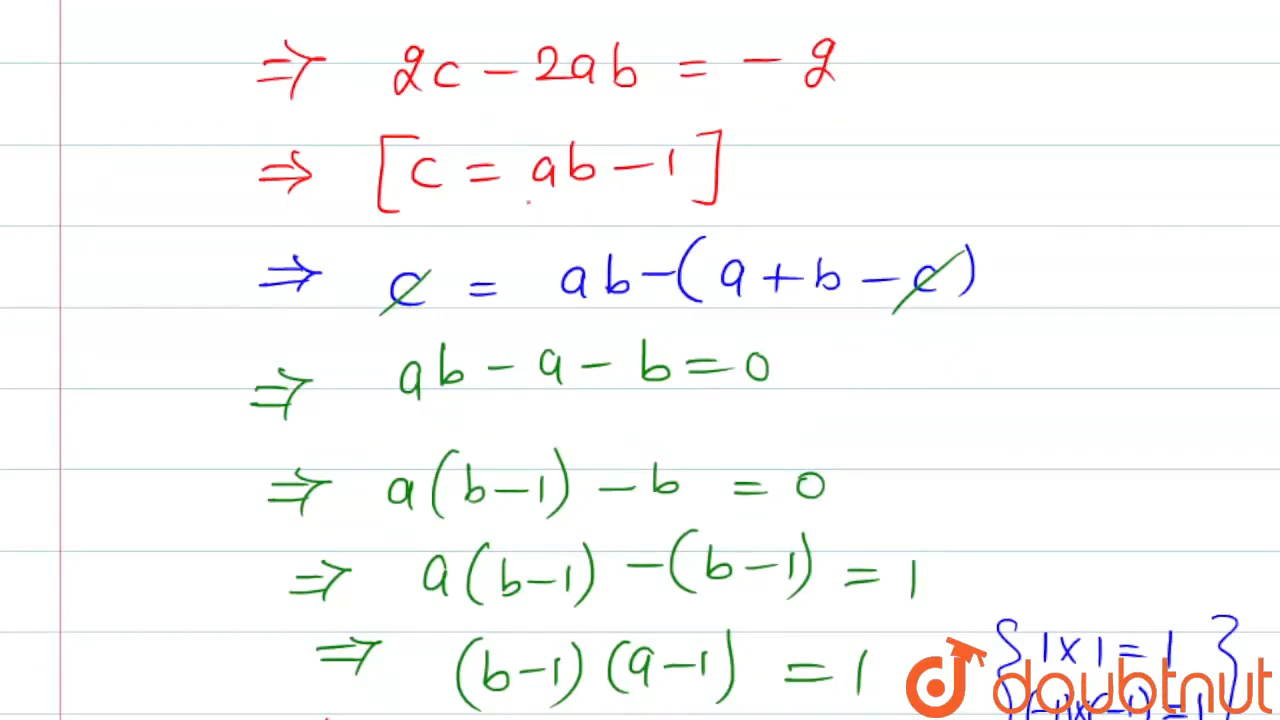 ⇒ 2c - 2ab = - 2
⇒ [c = ab - 1]
⇒ c = ab - (a + b - c)
⇒ ab - a - b = 0
⇒ a(b-1) - b = 0
⇒ a(b-1) - (b-1) = 1
⇒ (b-1)(a-1) = 1
{1×1=1}
doubtnut